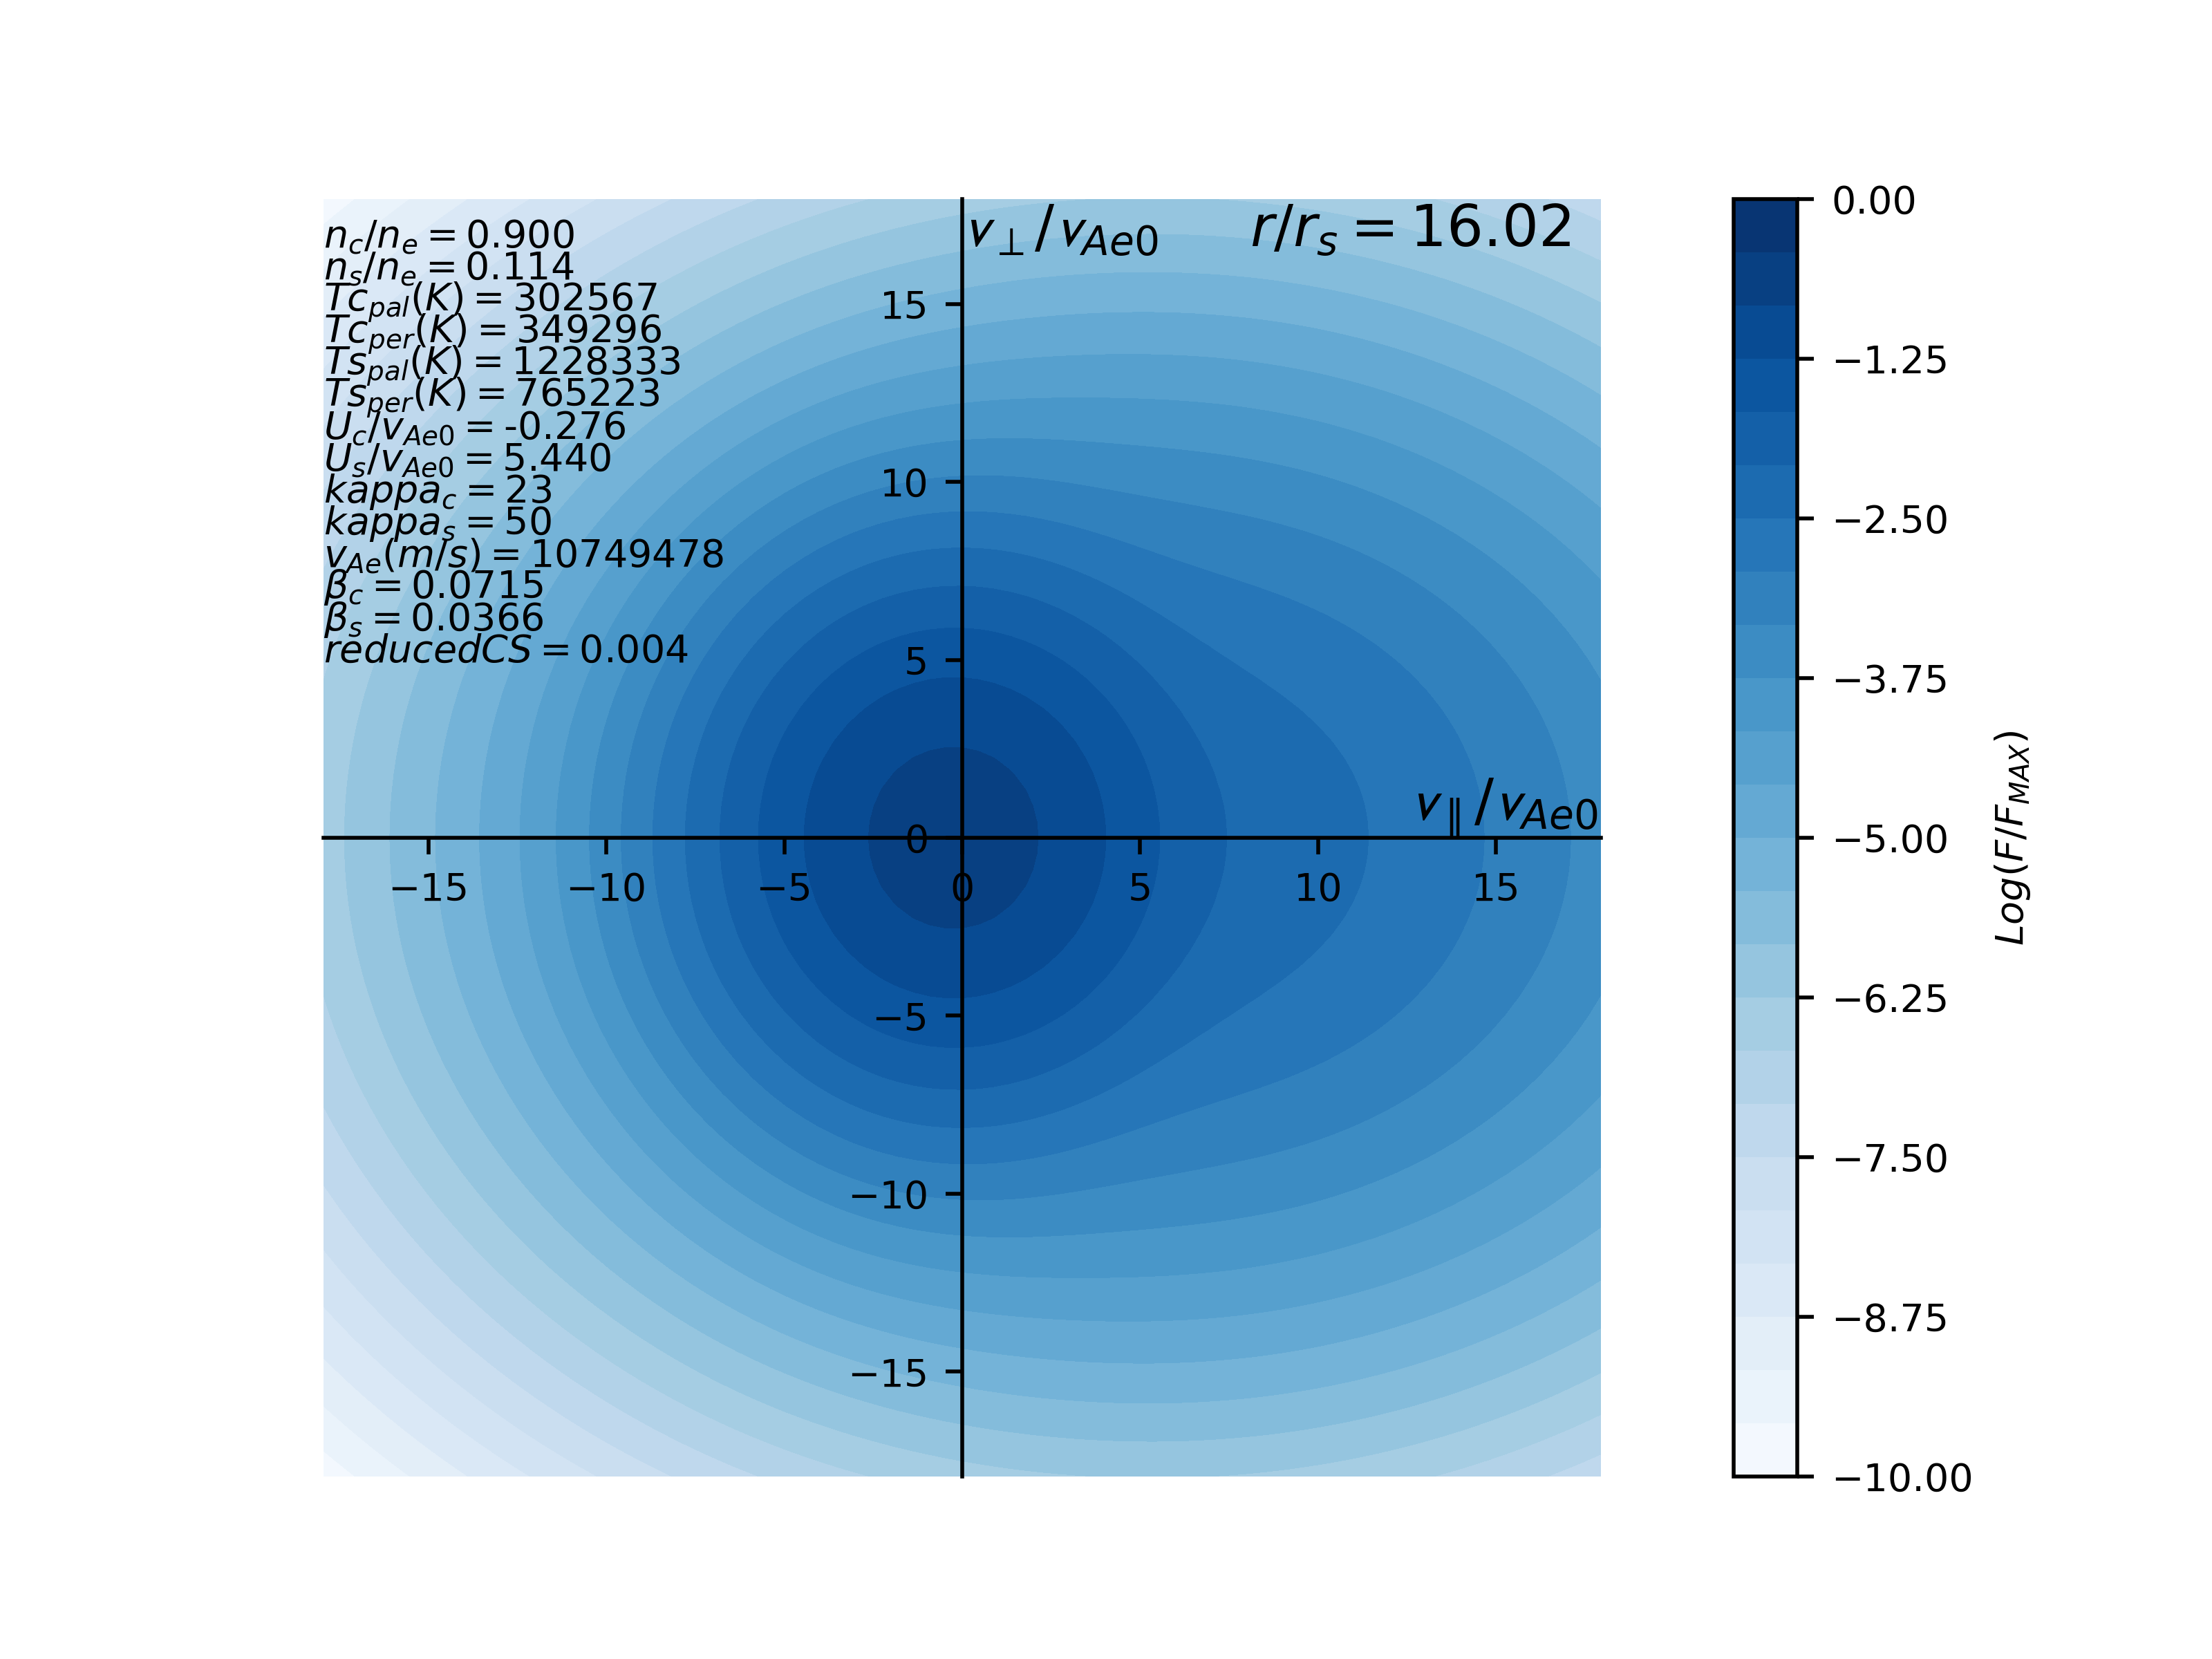 n_c/n_e = 0.900
n_s/n_e = 0.114
Tc_pal(K) = 302567
Tc_per(K) = 349296
Ts_pal(K) = 1228333
Ts_per(K) = 765223
U_c/v_Ae0 = -0.276
U_s/v_Ae0 = 5.440
kappa_c = 23
kappa_s = 50
v_Ae(m/s) = 10749478
β_c = 0.0715
β_s = 0.0366
reducedCS = 0.004
v_⊥/v_Ae0
r/r_s = 16.02
15
10
5
0
−5
−10
−15
v_∥/v_Ae0
−15 −10 −5 0 5 10 15
0.00
−1.25
−2.50
−3.75
−5.00
−6.25
−7.50
−8.75
−10.00
Log(F/F_MAX)